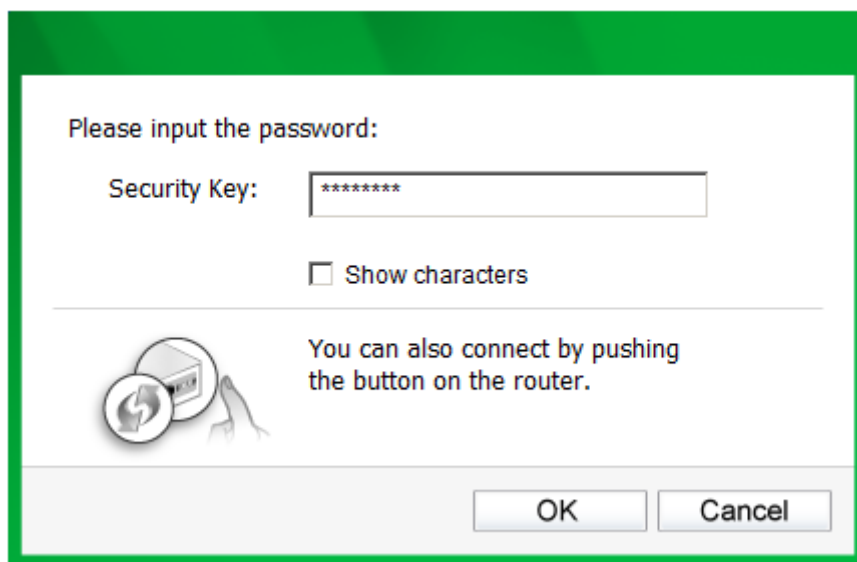 Please input the password:
Security Key: ********
Show characters
You can also connect by pushing
the button on the router.
OK Cancel